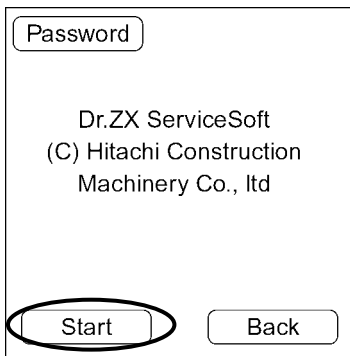 Password
Dr.ZX ServiceSoft
(C) Hitachi Construction
Machinery Co., ltd
Start
Back